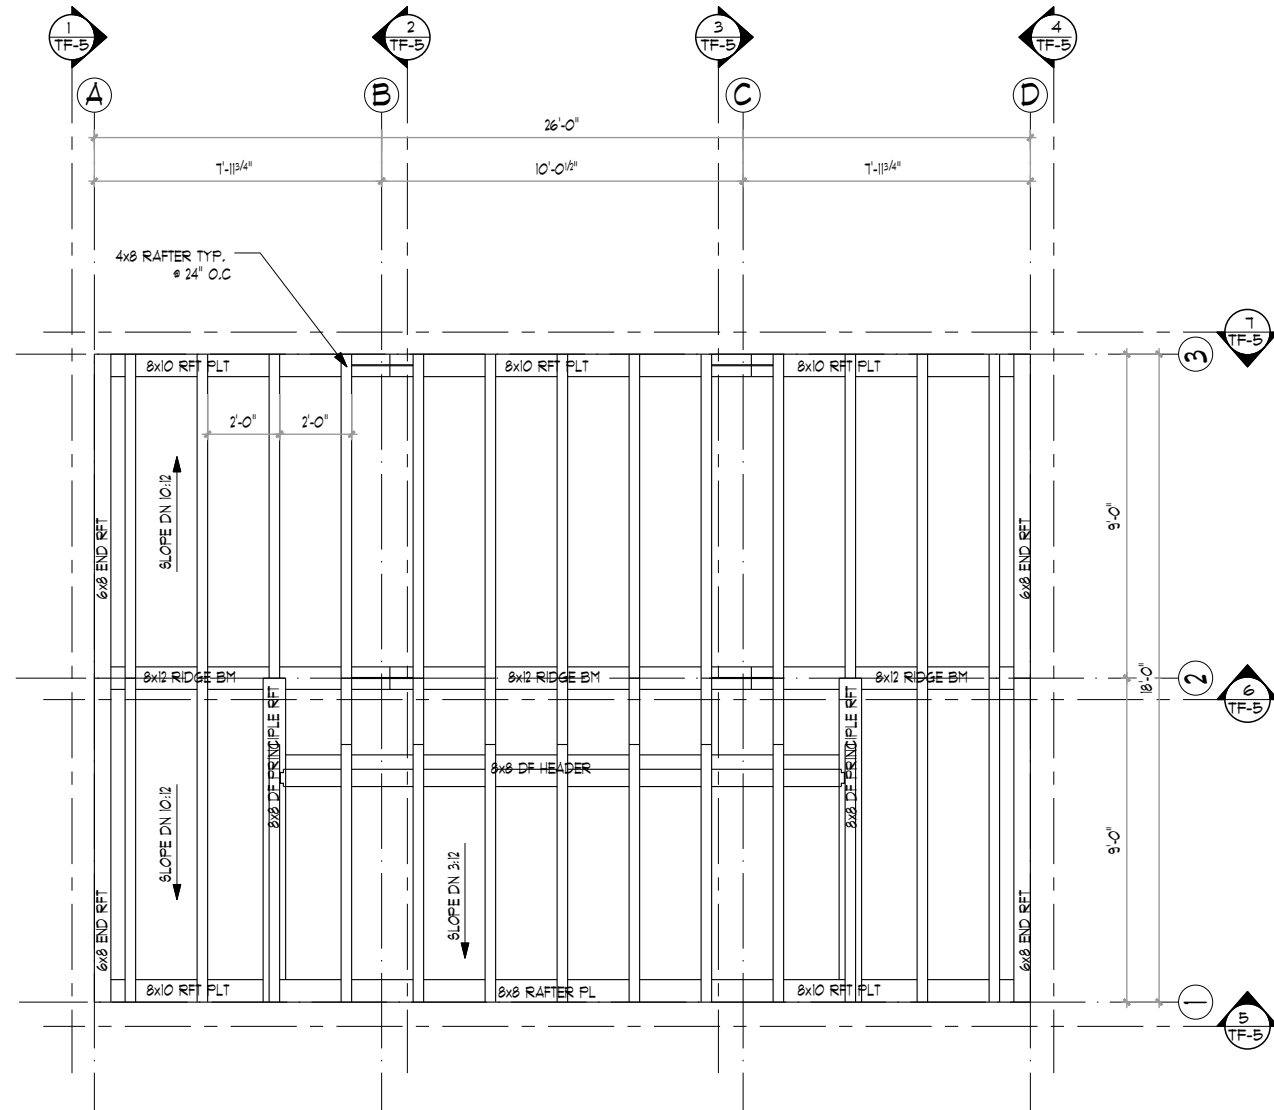 1
TF-5
2
TF-5
3
TF-5
4
TF-5
A
B
C
D
26'-0"
7'-11 3/4"
10'-0 1/2"
7'-11 3/4"
4x8 RAFTER TYP.
@ 24" O.C
7
TF-5
8x10 RFT PLT
8x10 RFT PLT
8x10 RFT PLT
3
2'-0"
2'-0"
SLOPE DN 10:12
6x8 END RFT
6x8 END RFT
9'-0"
8x12 RIDGE BM
8x12 RIDGE BM
8x12 RIDGE BM
18'-0"
2
6
TF-5
8x8 DF PRINCIPLE RFT
8x8 DF HEADER
8x8 DF PRINCIPLE RFT
SLOPE DN 10:12
SLOPE DN 3:12
9'-0"
6x8 END RFT
6x8 END RFT
8x10 RFT PLT
8x8 RAFTER PL
8x10 RFT PLT
1
5
TF-5